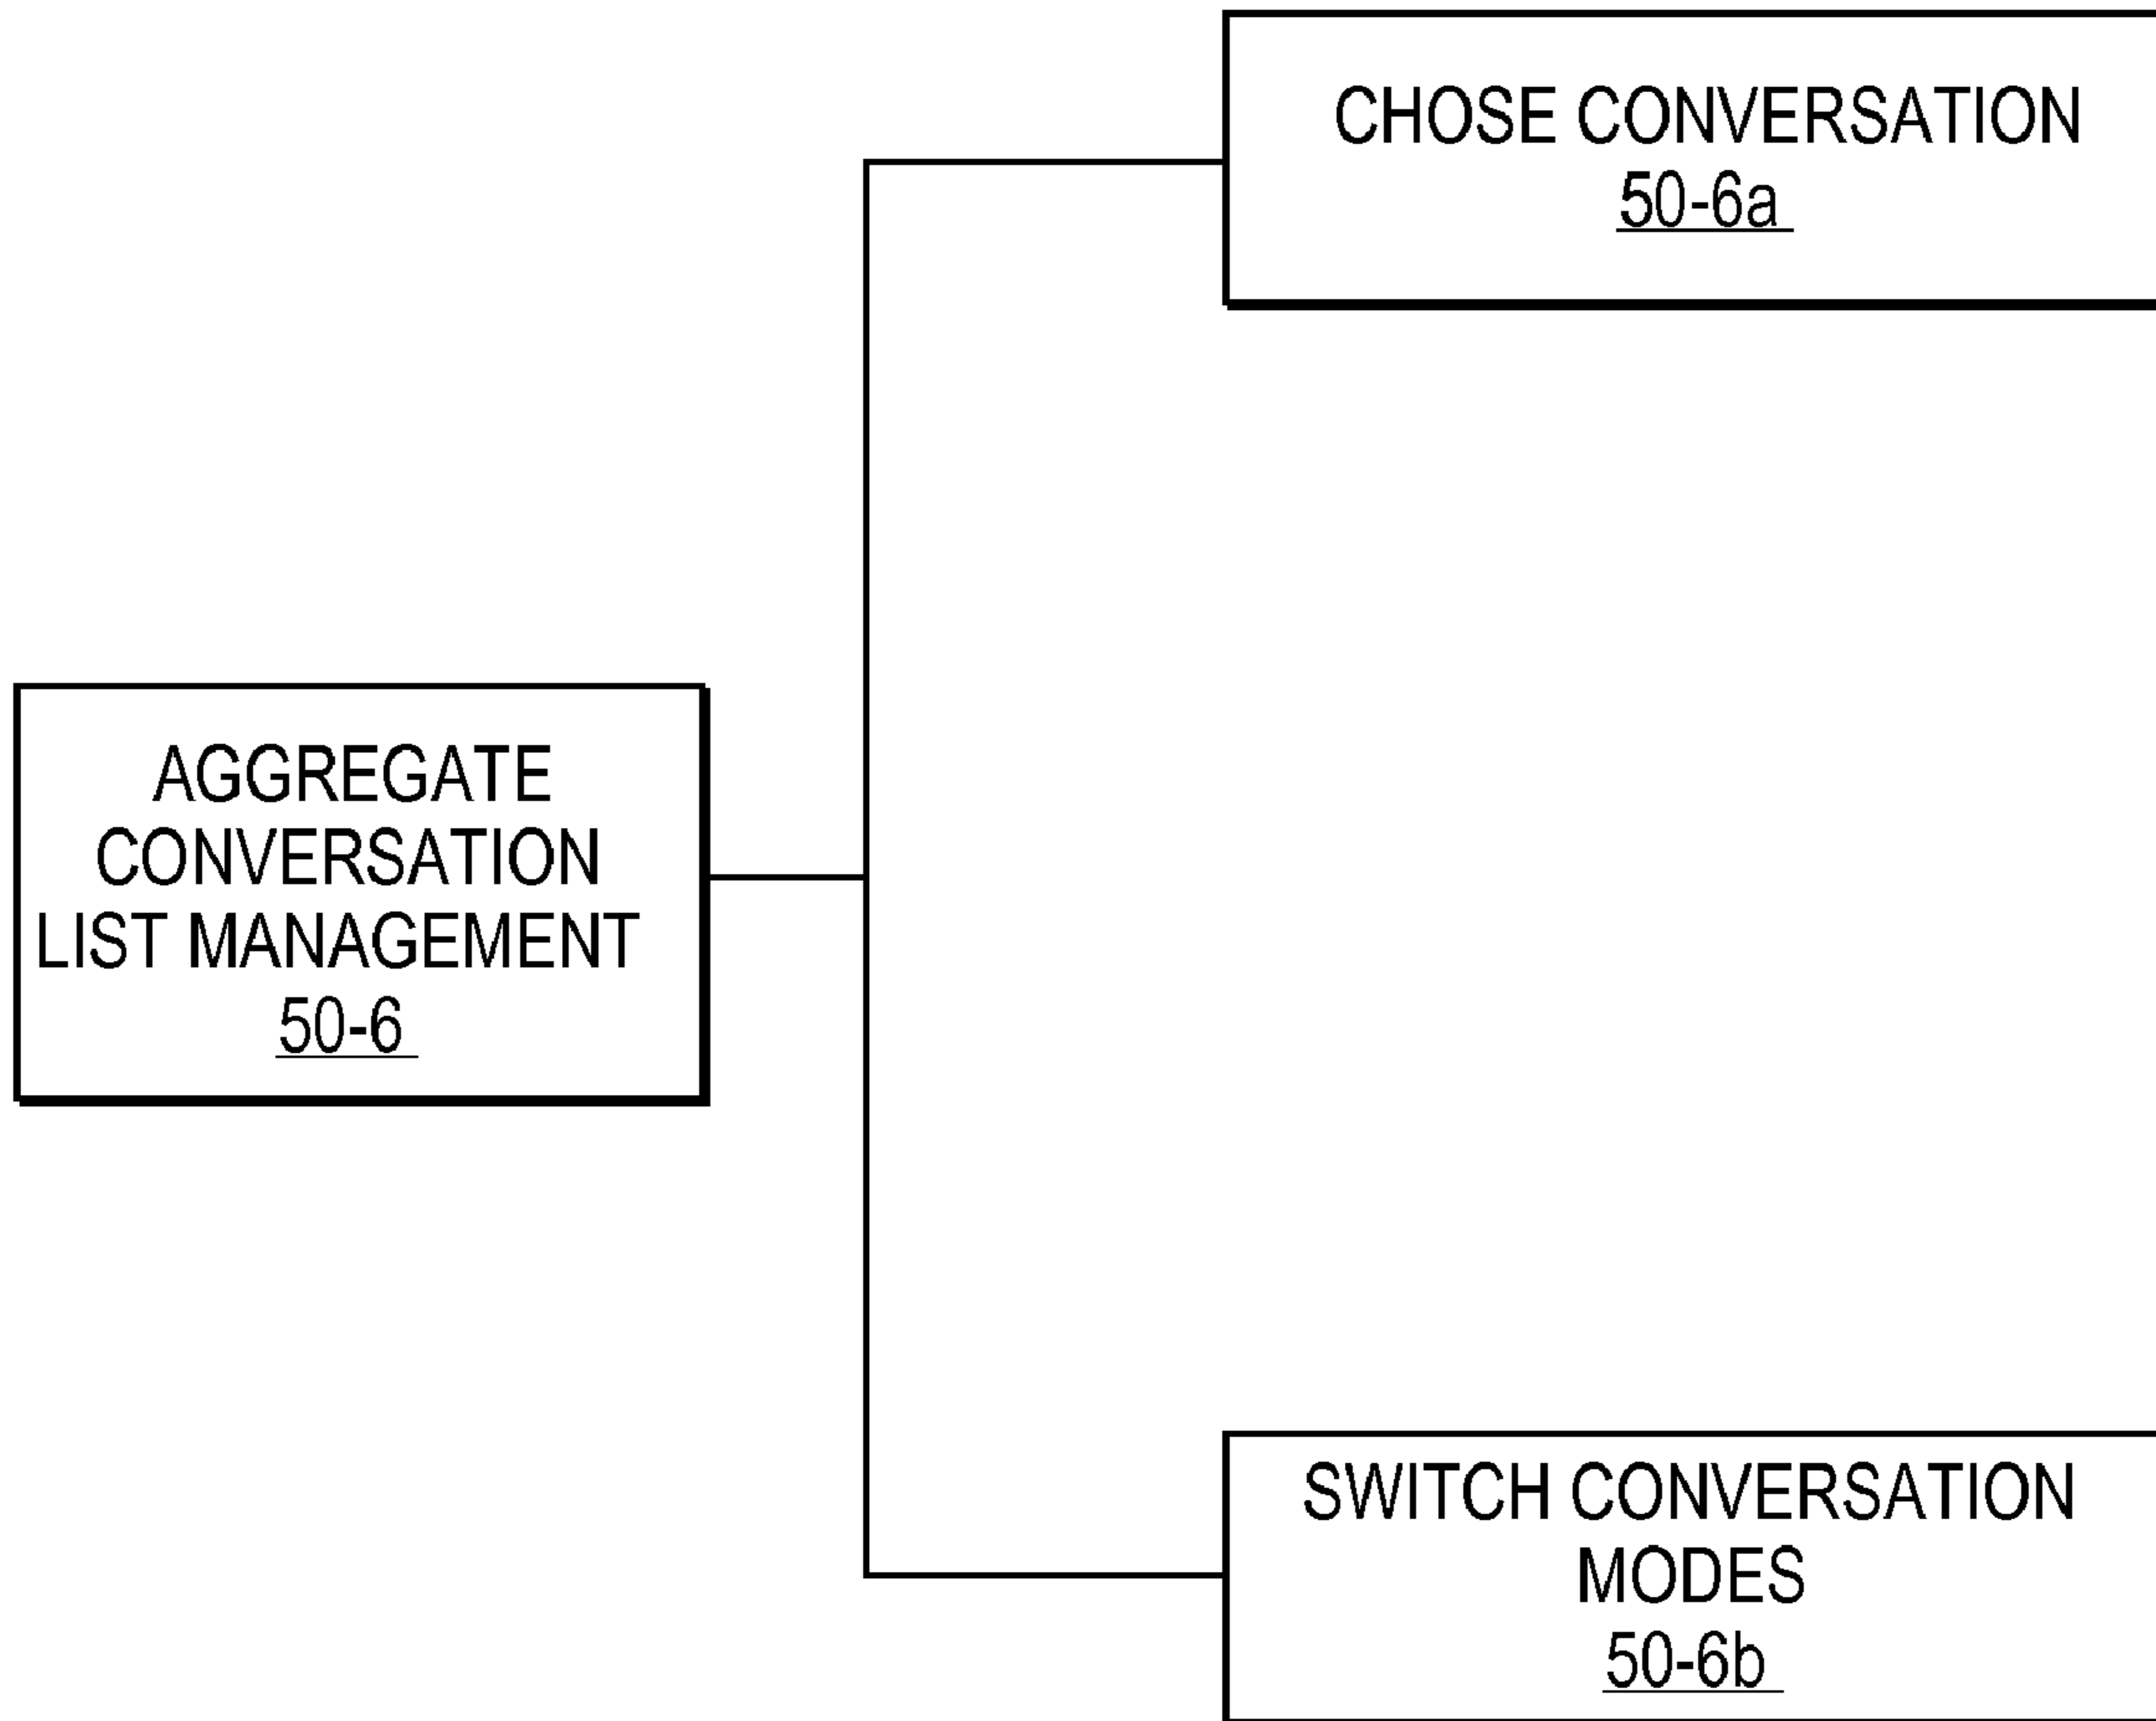 CHOSE CONVERSATION
50-6a
AGGREGATE
CONVERSATION
LIST MANAGEMENT
50-6
SWITCH CONVERSATION
MODES
50-6b